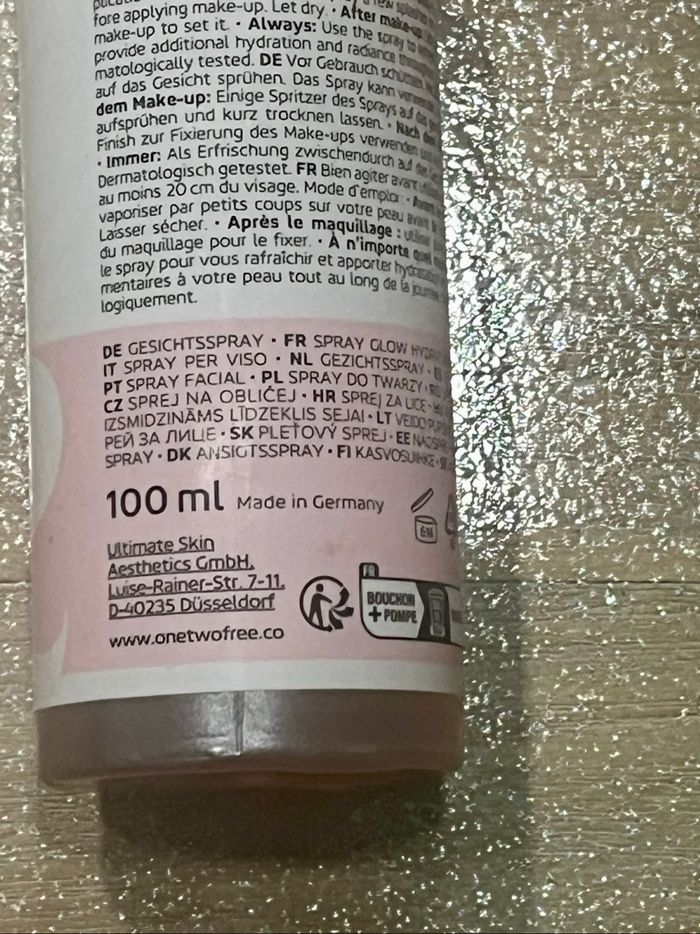 fore applying make-up. Let dry. • After make-up
make-up to set it. • Always: Use the spray to
provide additional hydration and radiance
matologically tested. DE Vor Gebrauch
auf das Gesicht sprühen. Das Spray kann
dem Make-up: Einige Spritzer des Sprays auf das
aufsprühen und kurz trocknen lassen. • Nach dem
Finish zur Fixierung des Make-ups verwenden
• Immer: Als Erfrischung zwischendurch auf
Dermatologisch getestet. FR Bien agiter avant
au moins 20 cm du visage. Mode d'emploi •
vaporiser par petits coups sur votre peau avant
Laisser sécher. • Après le maquillage :
du maquillage pour le fixer. • À n'importe quel
le spray pour vous rafraîchir et apporter
mentaires à votre peau tout au long de la
logiquement.
DE GESICHTSSPRAY • FR SPRAY GLOW
IT SPRAY PER VISO • NL GEZICHTSSPRAY •
PT SPRAY FACIAL • PL SPRAY DO TWARZY •
CZ SPREJ NA OBLIČEJ • HR SPREJ ZA LICE •
IZSMIDZINĀMS LĪDZEKLIS SEJAI • LT VEIDO
РЕЙ ЗА ЛИЦЕ • SK PLEŤOVÝ SPREJ • EE
SPRAY • DK ANSIGTSSPRAY • FI KASVOSUIHKE •
100 ml Made in Germany
6M
Ultimate Skin
Aesthetics GmbH,
Luise-Rainer-Str. 7-11,
D-40235 Düsseldorf
www.onetwofree.co
FR
BOUCHON
+ POMPE